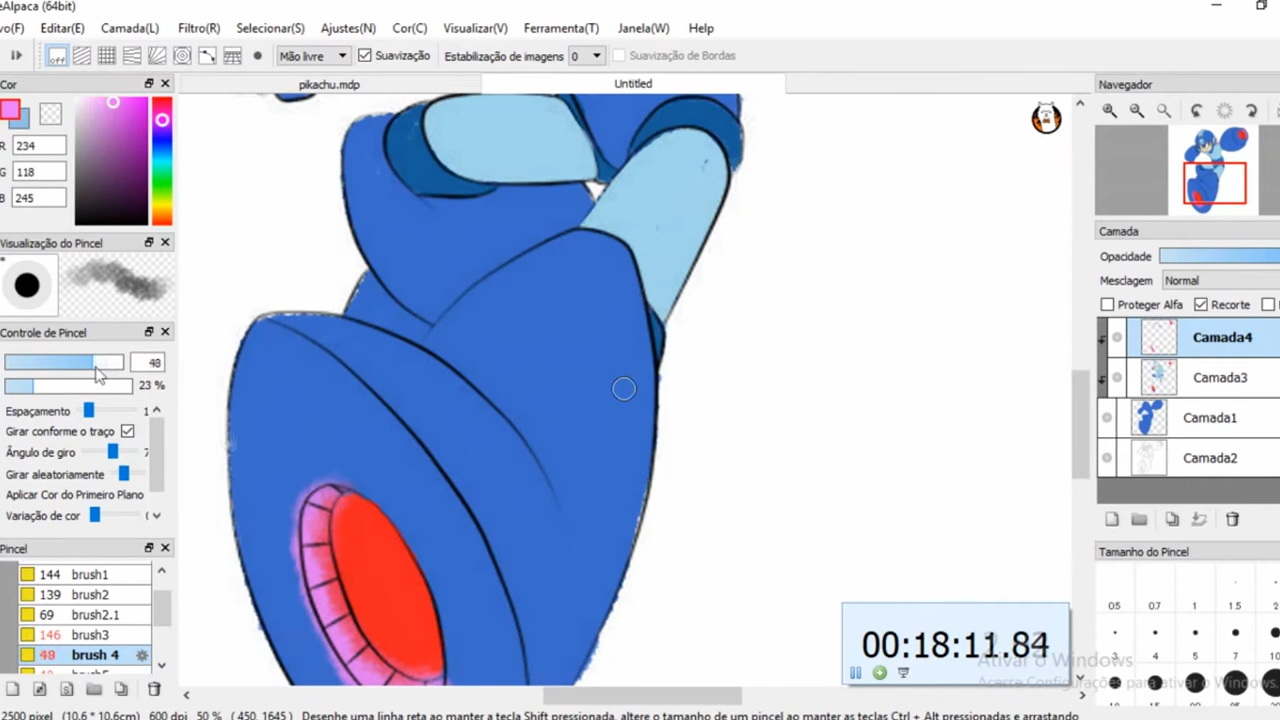 eAlpaca (64bit)
vo(F) Editar(E) Camada(L) Filtro(R) Selecionar(S) Ajustes(N) Cor(C) Visualizar(V) Ferramenta(T) Janela(W) Help
off Mão livre Suavização Estabilização de imagens 0 Suavização de Bordas
Cor
pikachu.mdp Untitled
Navegador
R 234
G 118
B 245
Visualização do Pincel
Camada
Opacidade
Mesclagem Normal
Proteger Alfa Recorte
Controle de Pincel
48
23 %
Camada4
Camada3
Espaçamento 1
Girar conforme o traço
Camada1
Ângulo de giro
Girar aleatoriamente
Camada2
Aplicar Cor do Primeiro Plano
Variação de cor
Pincel
Tamanho do Pincel
144 brush1
139 brush2
69 brush2.1
146 brush3
48 brush 4
0.5 0.7 1 1.5 2
3 4 5 7 10
00:18:11.84
Ativar o Windows
Acesse Configurações para ativar o Windows.
2500 pixel (10.6 * 10.6cm) 600 dpi 50 % ( 450, 1645 ) Desenhe uma linha reta ao manter a tecla Shift pressionada, altere o tamanho de um pincel ao manter as teclas Ctrl + Alt pressionadas e arrastando